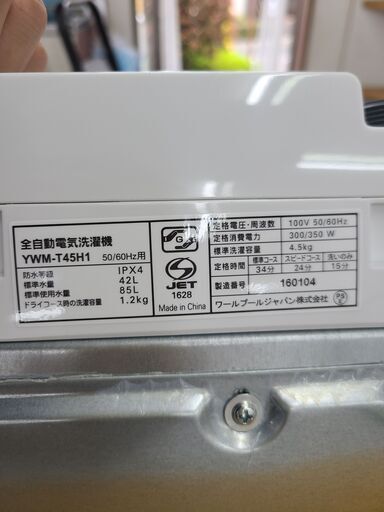 全自動電気洗濯機
YWM-T45H1 50/60Hz用
防水等級 IPX4
標準水量 42L
標準使用水量 85L
ドライコース時の洗濯容量 1.2kg
S
JET
1628
Made in China
定格電圧・周波数 100V 50/60Hz
定格消費電力 300/350 W
標準洗濯容量 4.5kg
定格時間 標準コース スピードコース 洗いのみ
34分 24分 15分
製造番号 160104
ワールプールジャパン株式会社
PS
E